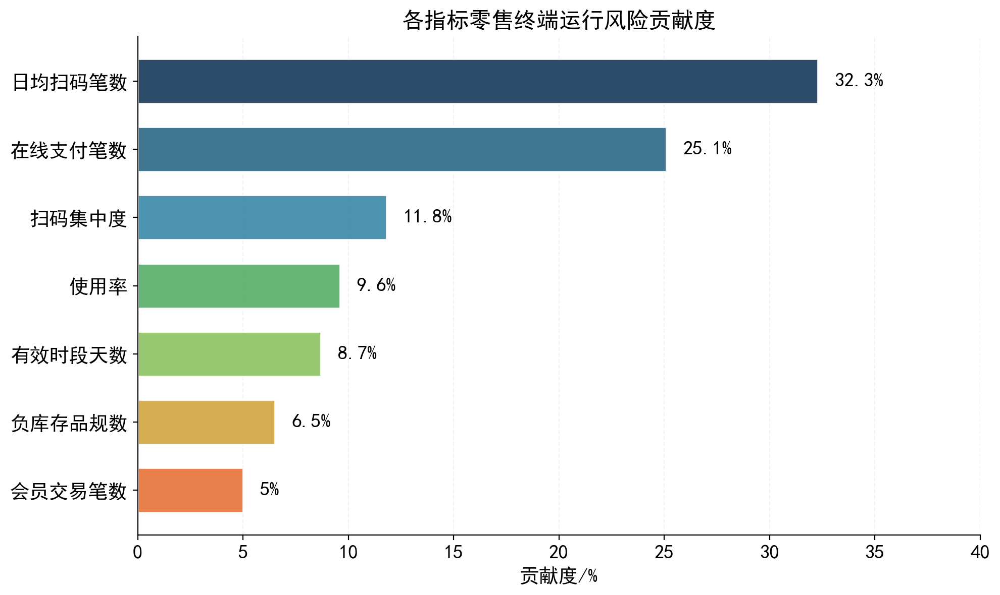 各指标零售终端运行风险贡献度
日均扫码笔数 32.3%
在线支付笔数 25.1%
扫码集中度 11.8%
使用率 9.6%
有效时段天数 8.7%
负库存品规数 6.5%
会员交易笔数 5%
0 5 10 15 20 25 30 35 40
贡献度/%